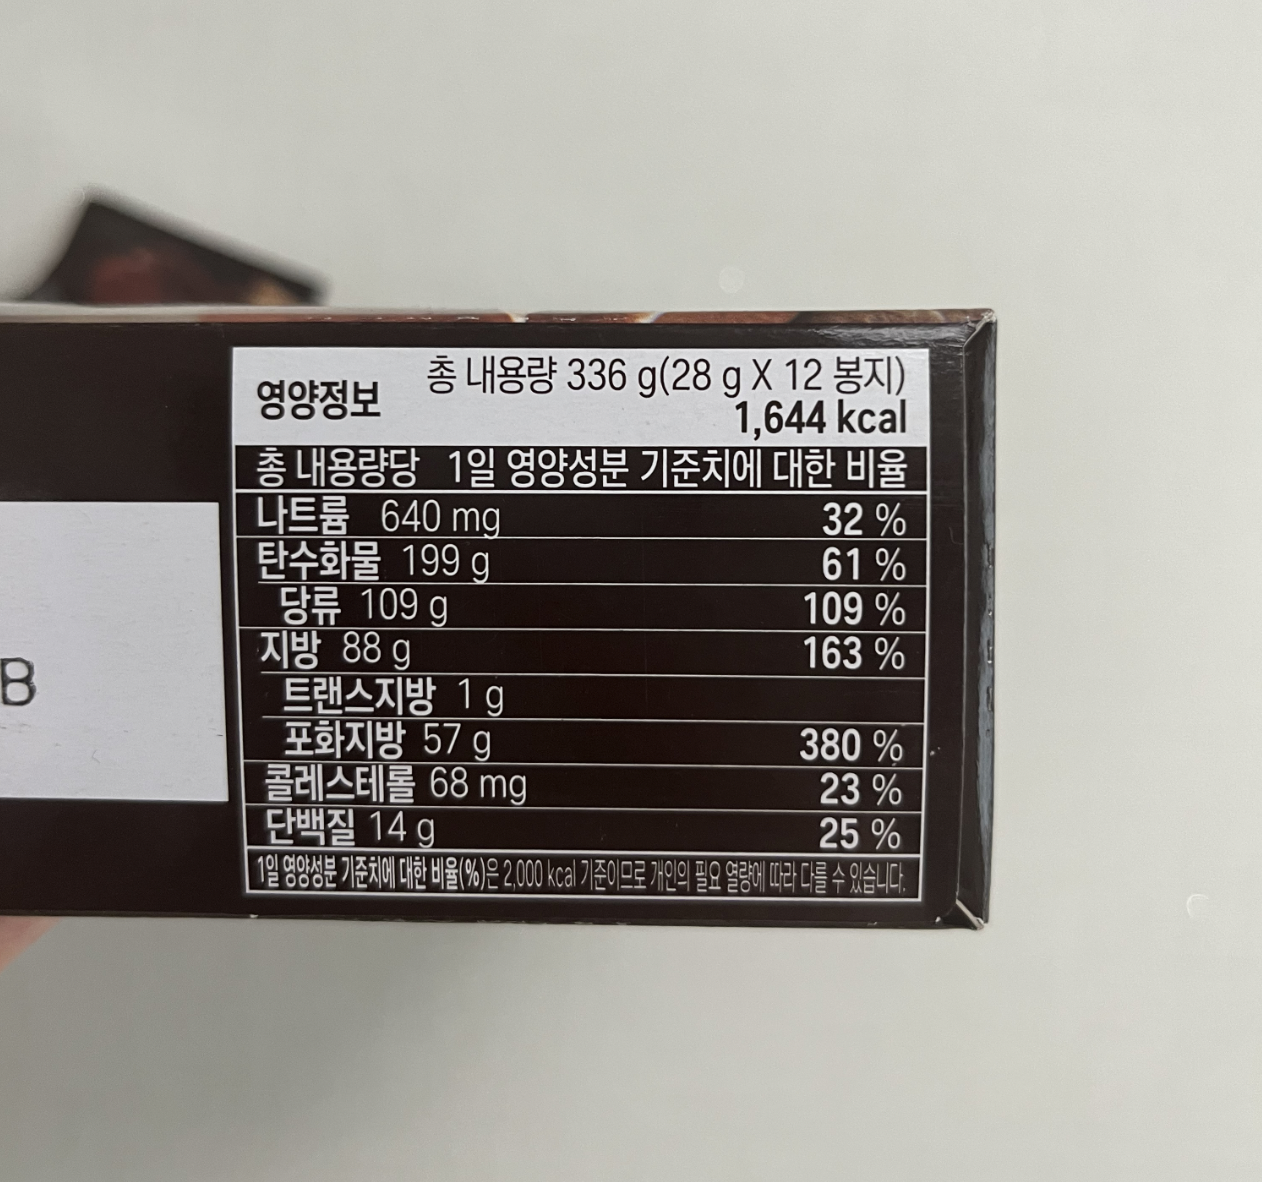 영양정보
총 내용량 336 g(28 g X 12 봉지)
1,644 kcal
총 내용량당 1일 영양성분 기준치에 대한 비율
나트륨 640 mg 32 %
탄수화물 199 g 61 %
당류 109 g 109 %
지방 88 g 163 %
트랜스지방 1 g
포화지방 57 g 380 %
콜레스테롤 68 mg 23 %
단백질 14 g 25 %
1일 영양성분 기준치에 대한 비율(%)은 2,000 kcal 기준이므로 개인의 필요 열량에 따라 다를 수 있습니다.
B